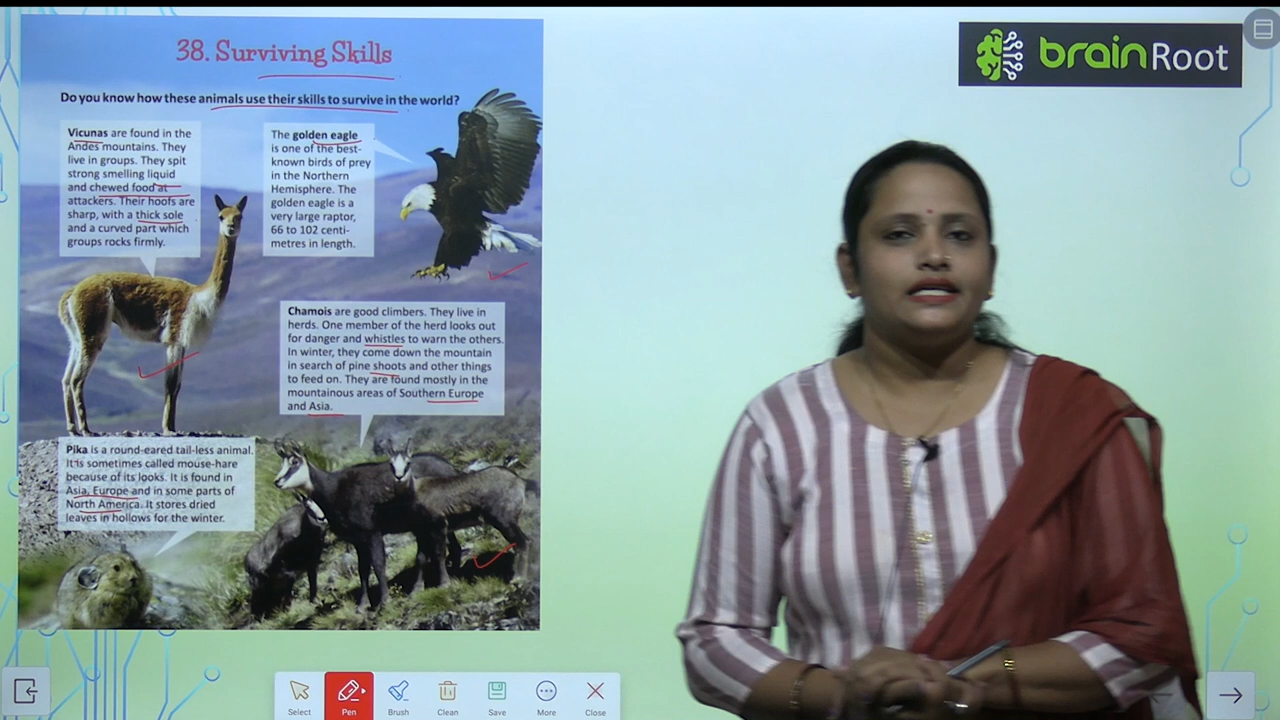 38. Surviving Skills
brainRoot
Do you know how these animals use their skills to survive in the world?
Vicunas are found in the
Andes mountains. They
live in groups. They spit
strong smelling liquid
and chewed food at
attackers. Their hoofs are
sharp, with a thick sole
and a curved part which
groups rocks firmly.
The golden eagle
is one of the best-
known birds of prey
in the Northern
Hemisphere. The
golden eagle is a
very large raptor,
66 to 102 centi-
metres in length.
Chamois are good climbers. They live in
herds. One member of the herd looks out
for danger and whistles to warn the others.
In winter, they come down the mountain
in search of pine shoots and other things
to feed on. They are found mostly in the
mountainous areas of Southern Europe
and Asia.
Pika is a round-eared tail-less animal.
It is sometimes called mouse-hare
because of its looks. It is found in
Asia, Europe and in some parts of
North America. It stores dried
leaves in hollows for the winter.
Select Pen Brush Clean Save More Close